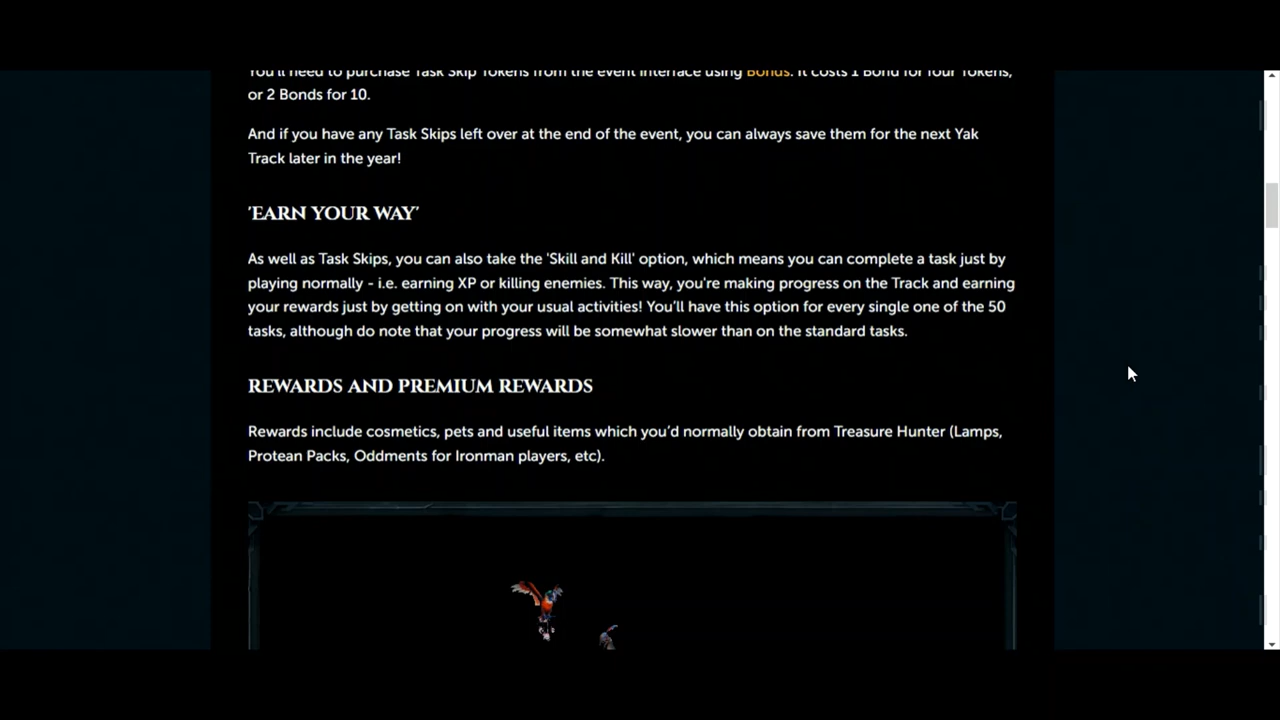 You'll need to purchase Task Skip Tokens from the event interface using Bonds. It costs 1 Bond for four Tokens,
or 2 Bonds for 10.
And if you have any Task Skips left over at the end of the event, you can always save them for the next Yak
Track later in the year!
'EARN YOUR WAY'
As well as Task Skips, you can also take the 'Skill and Kill' option, which means you can complete a task just by
playing normally - i.e. earning XP or killing enemies. This way, you're making progress on the Track and earning
your rewards just by getting on with your usual activities! You'll have this option for every single one of the 50
tasks, although do note that your progress will be somewhat slower than on the standard tasks.
REWARDS AND PREMIUM REWARDS
Rewards include cosmetics, pets and useful items which you'd normally obtain from Treasure Hunter (Lamps,
Protean Packs, Oddments for Ironman players, etc).